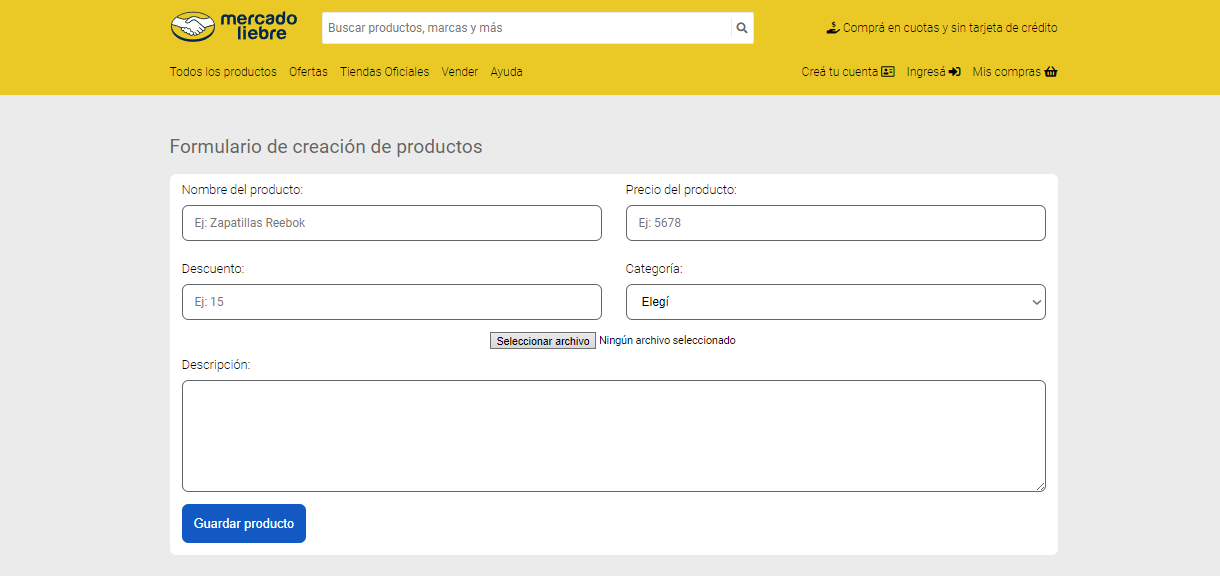 mercado
liebre
Buscar productos, marcas y más
Comprá en cuotas y sin tarjeta de crédito
Todos los productos Ofertas Tiendas Oficiales Vender Ayuda
Creá tu cuenta Ingresá Mis compras
Formulario de creación de productos
Nombre del producto: Precio del producto:
Ej: Zapatillas Reebok Ej: 5678
Descuento: Categoría:
Ej: 15 Elegí
Seleccionar archivo Ningún archivo seleccionado
Descripción:
Guardar producto